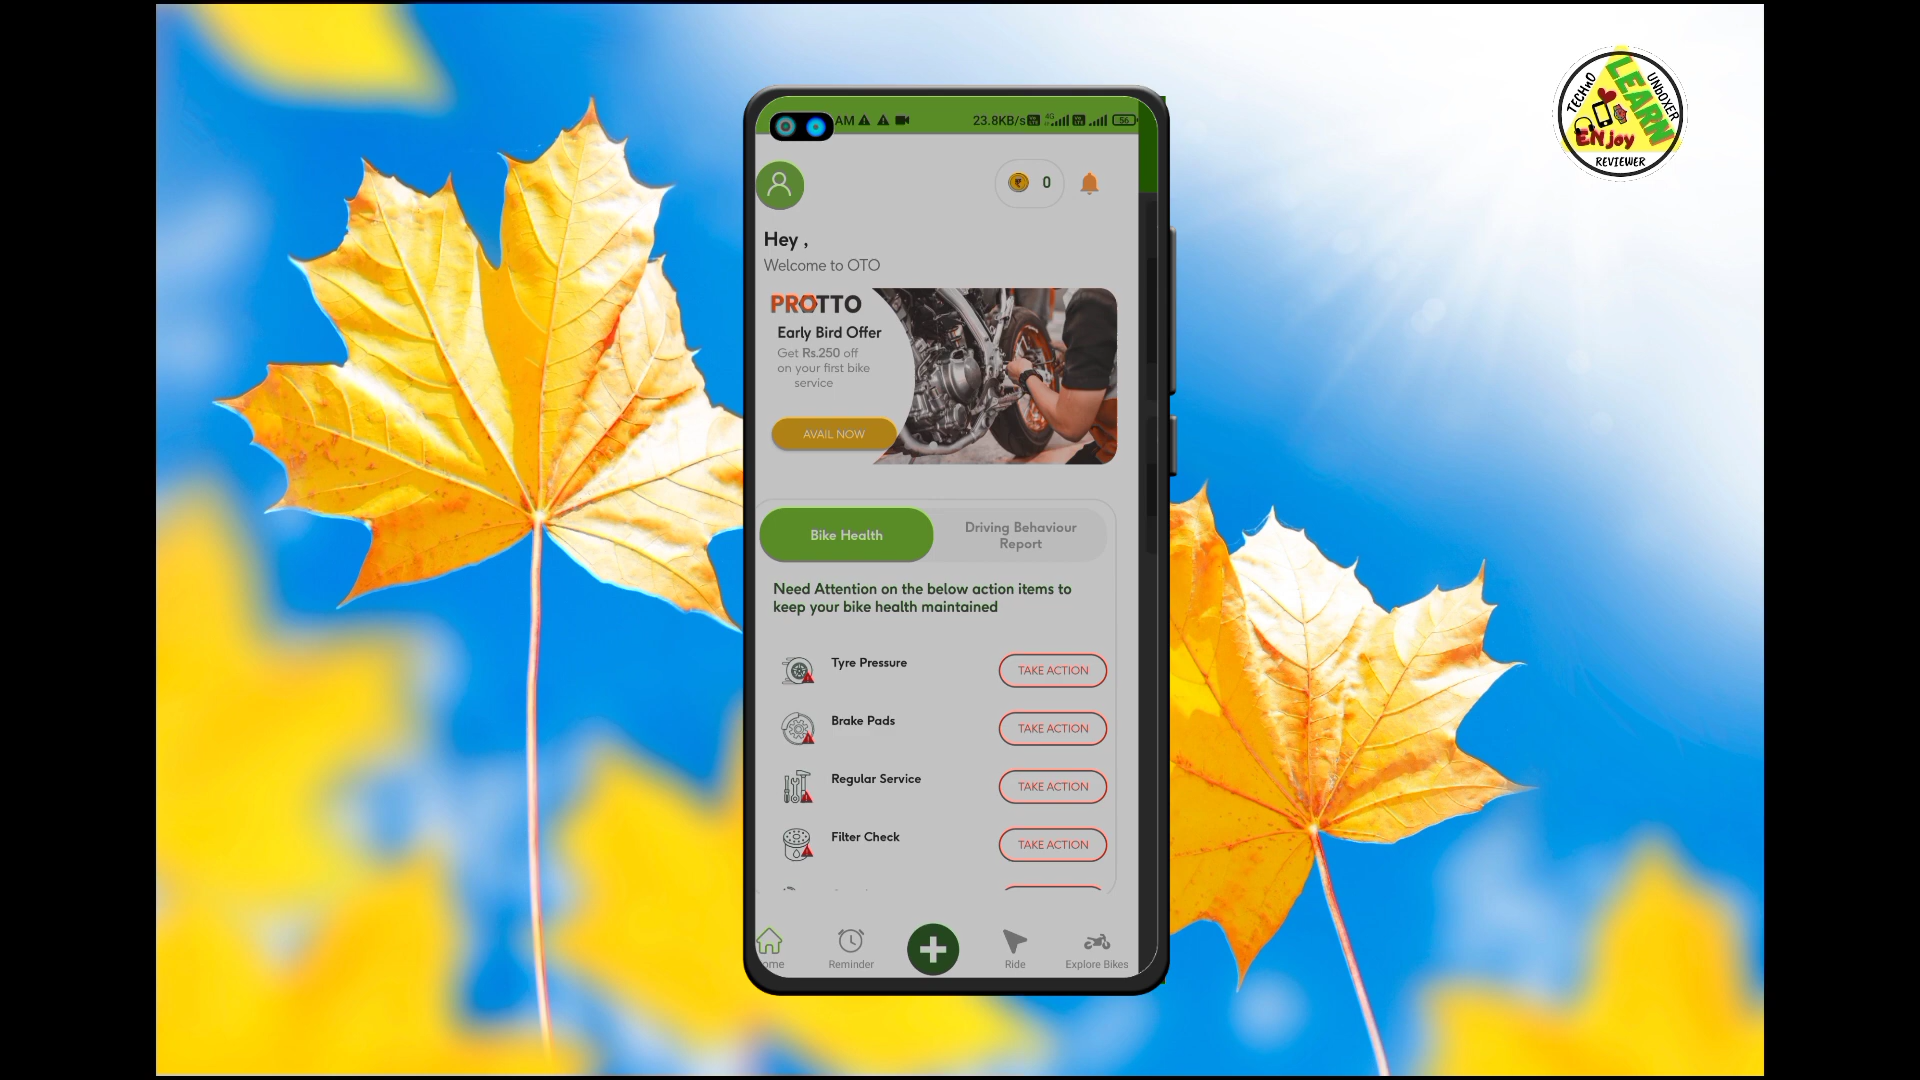 AM
23.8KB/s
4G
56
0
Hey ,
Welcome to OTO
PROTTO
Early Bird Offer
Get Rs.250 off
on your first bike
service
AVAIL NOW
Bike Health
Driving Behaviour
Report
Need Attention on the below action items to
keep your bike health maintained
Tyre Pressure
TAKE ACTION
Brake Pads
TAKE ACTION
Regular Service
TAKE ACTION
Filter Check
TAKE ACTION
ome
Reminder
Ride
Explore Bikes
TECHnO
LEARN
UNbOXER
ENjoy
REVIEWER